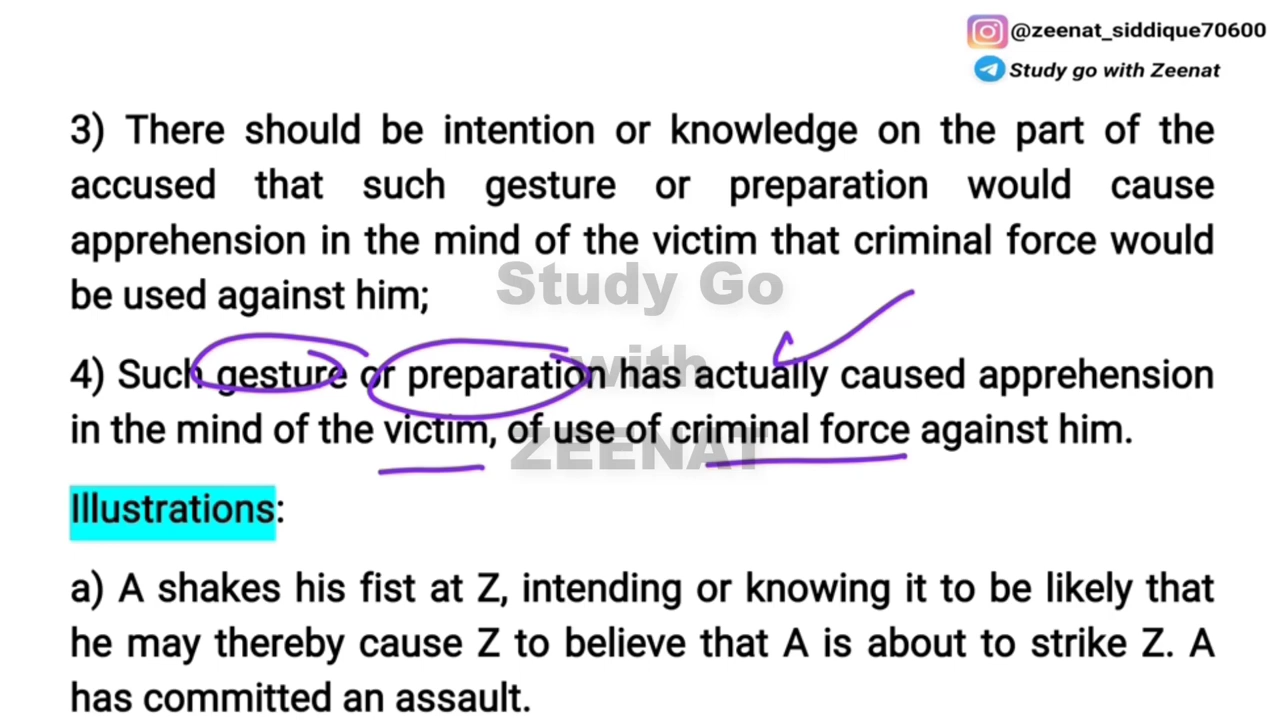 @zeenat_siddique70600
Study go with Zeenat
3) There should be intention or knowledge on the part of the
accused that such gesture or preparation would cause
apprehension in the mind of the victim that criminal force would
be used against him;
Study Go
with
ZEENAT
4) Such gesture or preparation has actually caused apprehension
in the mind of the victim, of use of criminal force against him.
Illustrations:
a) A shakes his fist at Z, intending or knowing it to be likely that
he may thereby cause Z to believe that A is about to strike Z. A
has committed an assault.